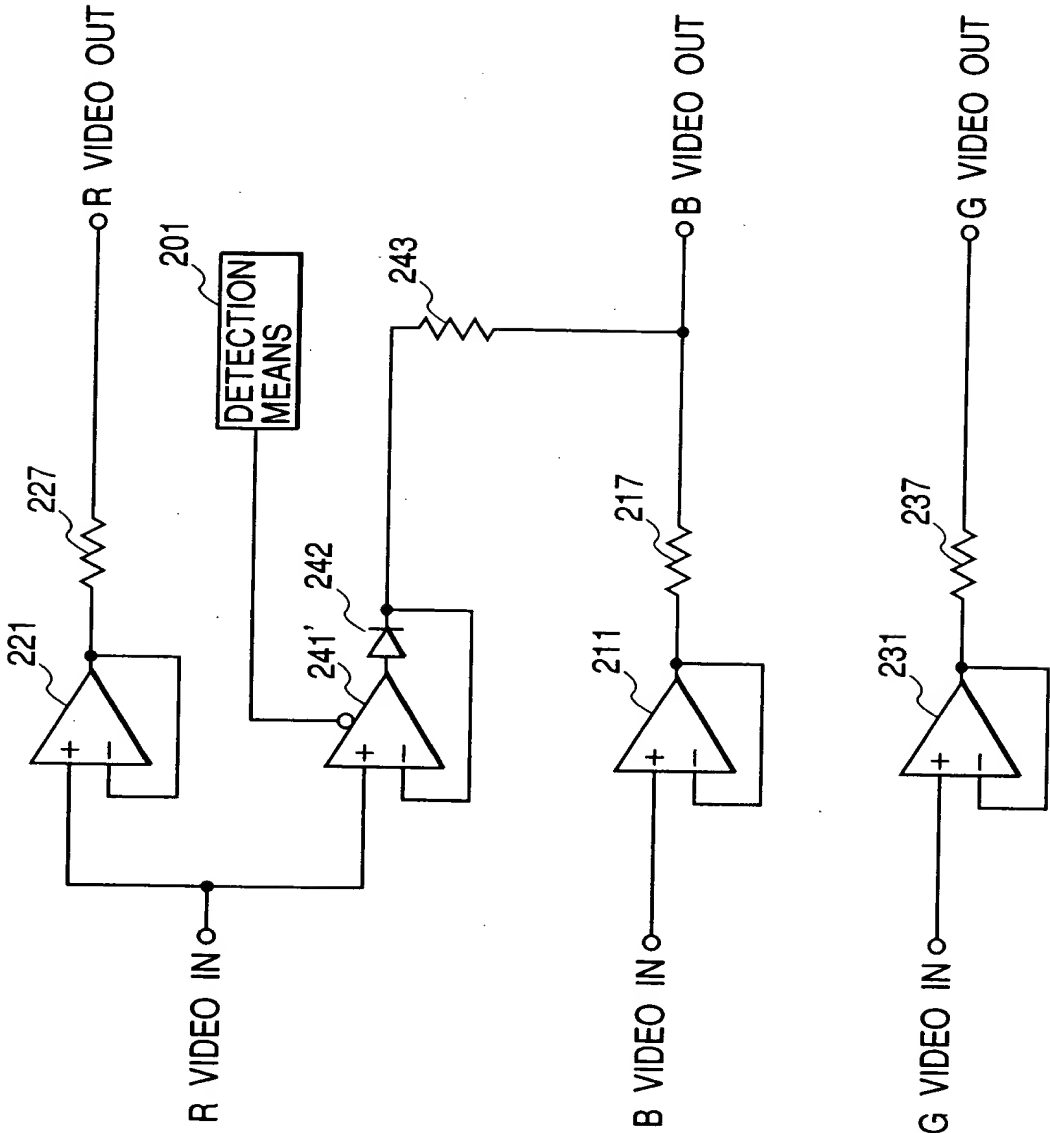 R VIDEO IN
221
227
R VIDEO OUT
+
−
201
DETECTION
MEANS
241'
242
243
+
−
B VIDEO IN
211
217
B VIDEO OUT
+
−
G VIDEO IN
231
237
G VIDEO OUT
+
−